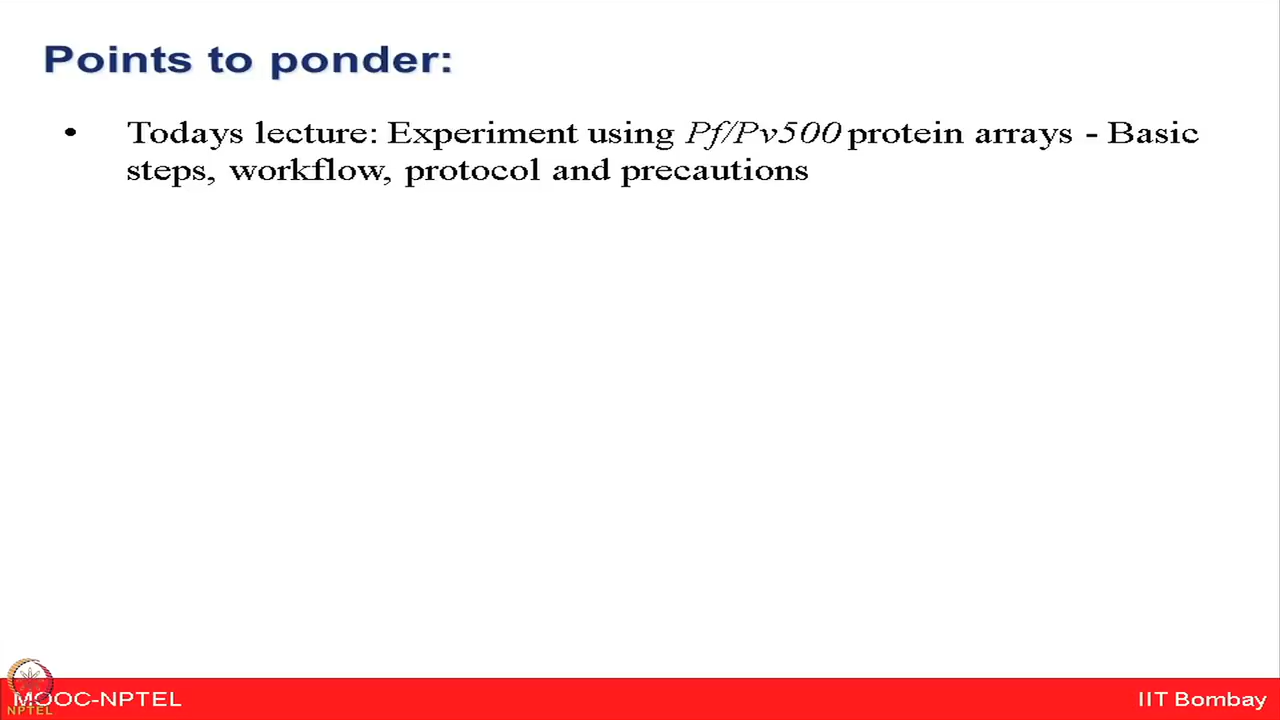 Points to ponder:
• Todays lecture: Experiment using Pf/Pv500 protein arrays - Basic
steps, workflow, protocol and precautions
MOOC-NPTEL
NPTEL
IIT Bombay